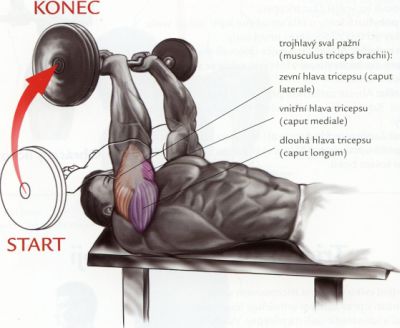 KONEC
trojhlavý sval pažní
(musculus triceps brachii):
zevní hlava tricepsu (caput
laterale)
vnitřní hlava tricepsu
(caput mediale)
dlouhá hlava tricepsu
(caput longum)
START